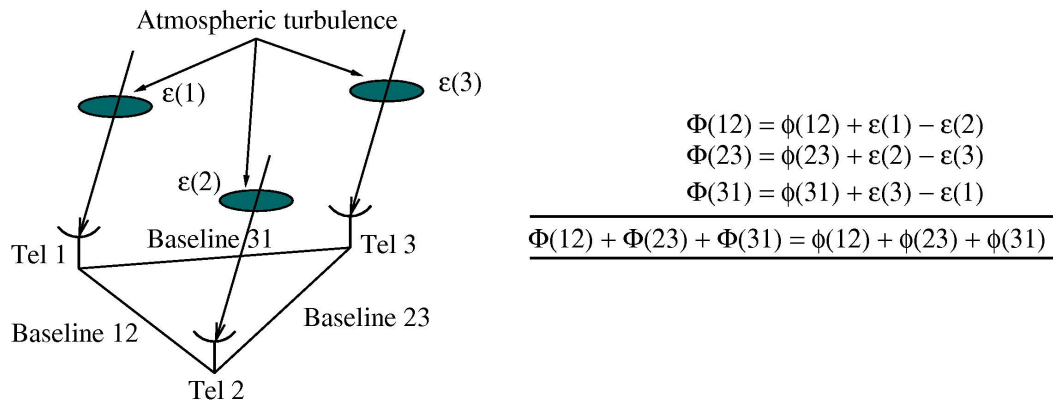 Atmospheric turbulence
ε(1)
ε(3)
ε(2)
Tel 1
Baseline 31
Tel 3
Baseline 12
Baseline 23
Tel 2
Φ(12) = ϕ(12) + ε(1) − ε(2)
Φ(23) = ϕ(23) + ε(2) − ε(3)
Φ(31) = ϕ(31) + ε(3) − ε(1)
Φ(12) + Φ(23) + Φ(31) = ϕ(12) + ϕ(23) + ϕ(31)